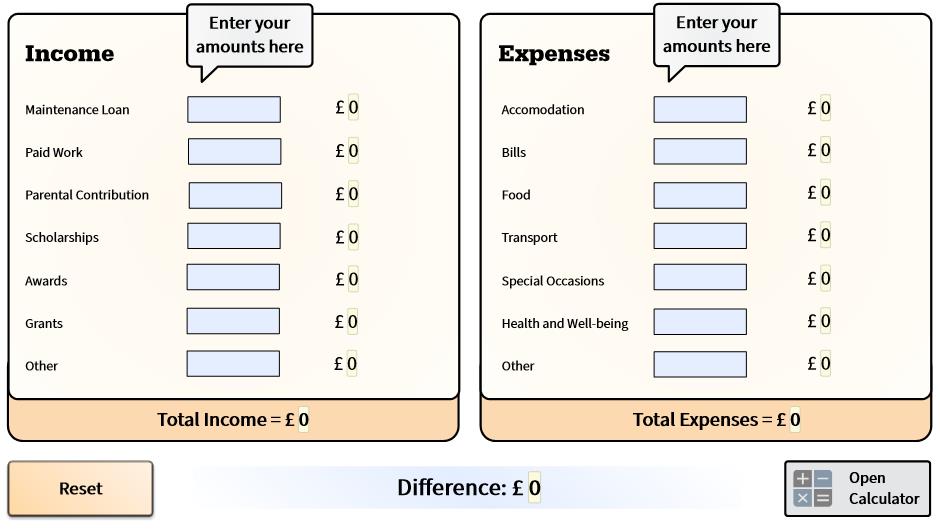 Enter your
amounts here
Income
Maintenance Loan £ 0
Paid Work £ 0
Parental Contribution £ 0
Scholarships £ 0
Awards £ 0
Grants £ 0
Other £ 0
Total Income = £ 0
Enter your
amounts here
Expenses
Accomodation £ 0
Bills £ 0
Food £ 0
Transport £ 0
Special Occasions £ 0
Health and Well-being £ 0
Other £ 0
Total Expenses = £ 0
Reset
Difference: £ 0
Open
Calculator